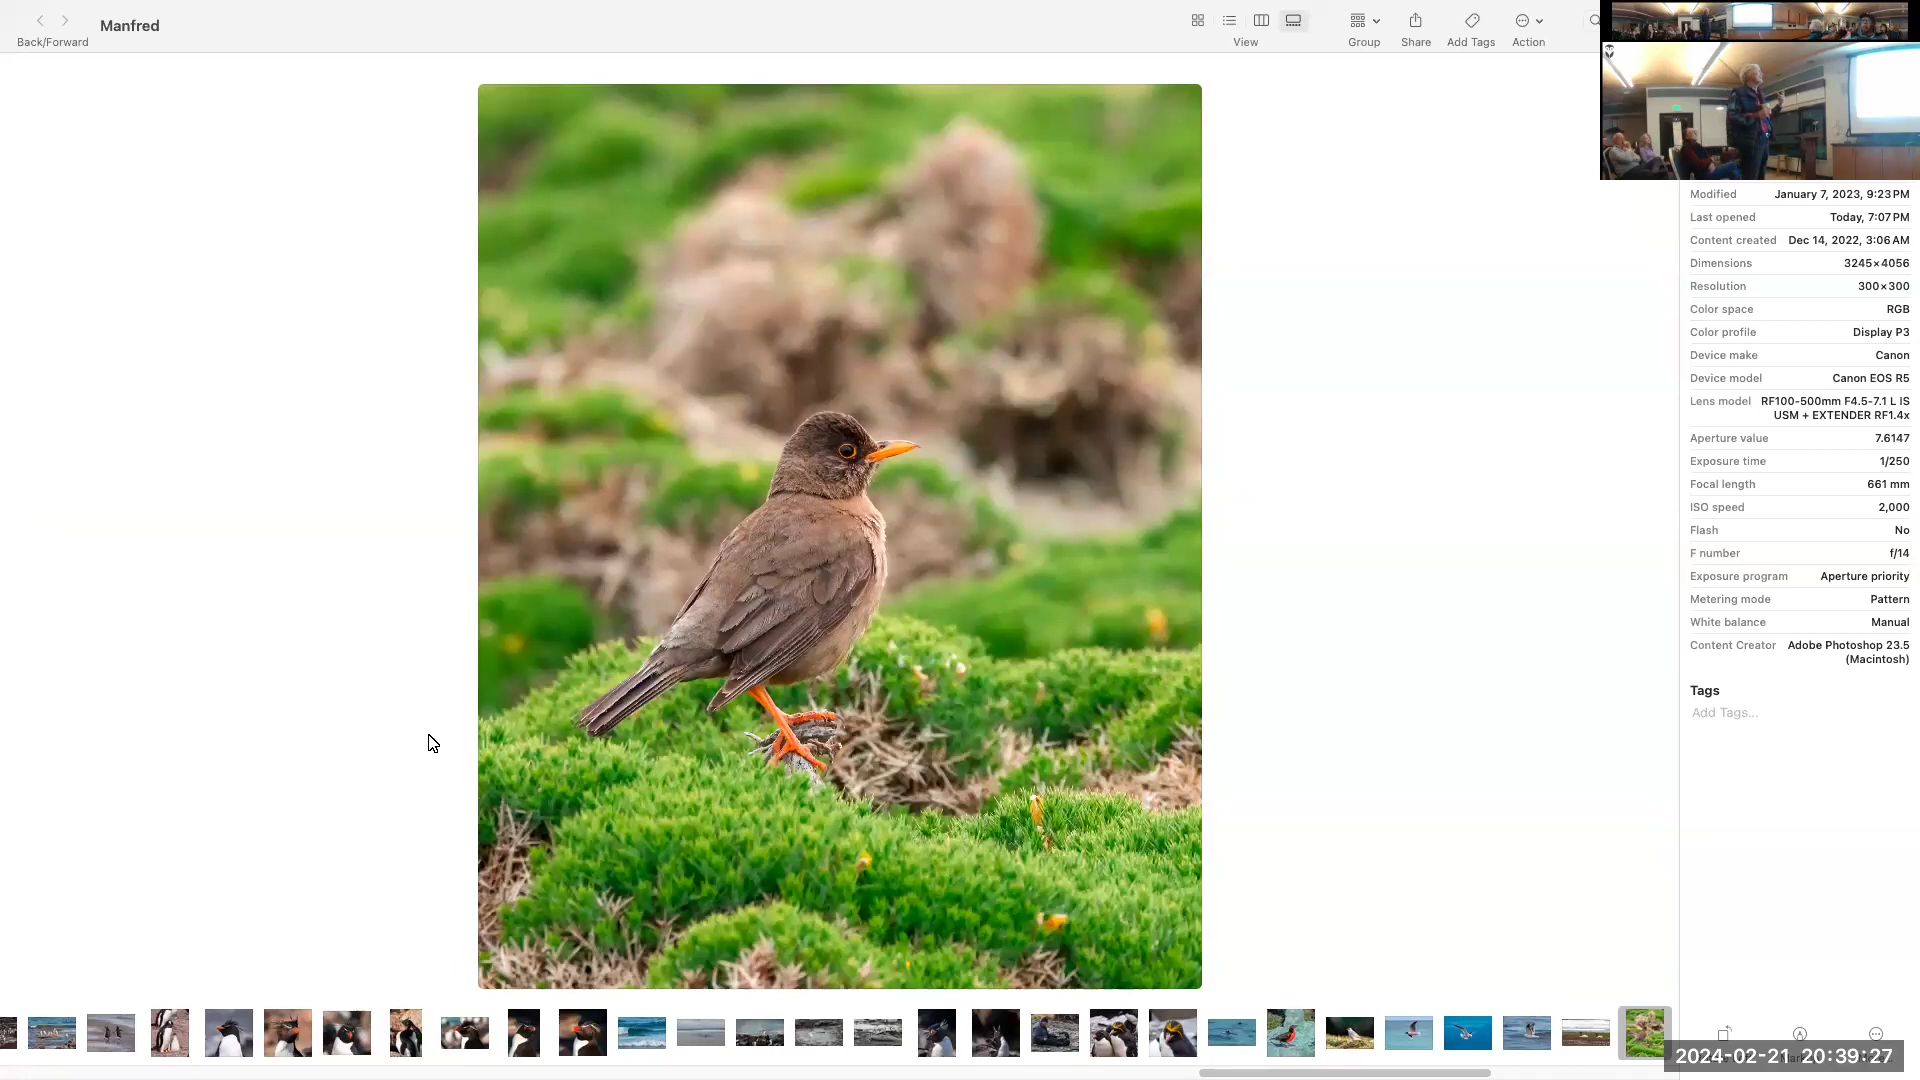 Manfred
Back/Forward
View
Group
Share
Add Tags
Action
Modified January 7, 2023, 9:23 PM
Last opened Today, 7:07 PM
Content created Dec 14, 2022, 3:06 AM
Dimensions 3245×4056
Resolution 300×300
Color space RGB
Color profile Display P3
Device make Canon
Device model Canon EOS R5
Lens model RF100-500mm F4.5-7.1 L IS
USM + EXTENDER RF1.4x
Aperture value 7.6147
Exposure time 1/250
Focal length 661 mm
ISO speed 2,000
Flash No
F number f/14
Exposure program Aperture priority
Metering mode Pattern
White balance Manual
Content Creator Adobe Photoshop 23.5
(Macintosh)
Tags
Add Tags...
2024-02-21 20:39:27